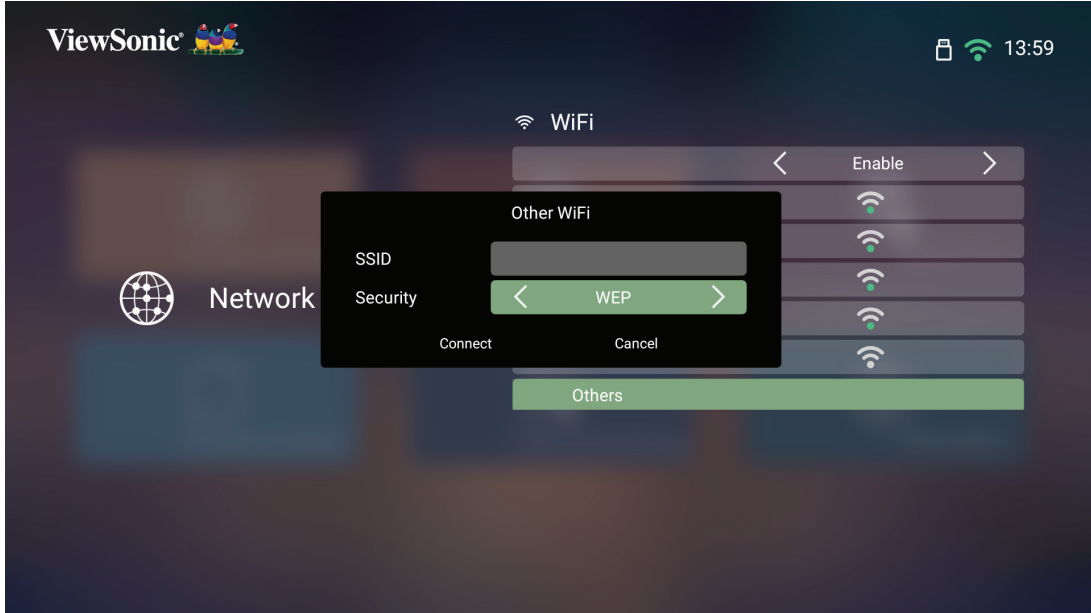 ViewSonic
13:59
WiFi
Enable
Other WiFi
SSID
Network
Security
WEP
Connect
Cancel
Others